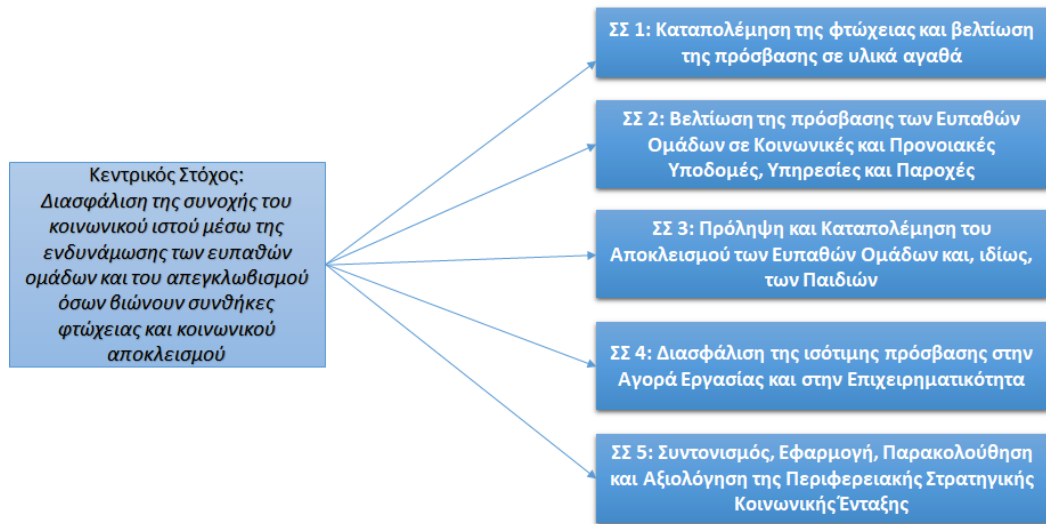 Κεντρικός Στόχος:
Διασφάλιση της συνοχής του
κοινωνικού ιστού μέσω της
ενδυνάμωσης των ευπαθών
ομάδων και του απεγκλωβισμού
όσων βιώνουν συνθήκες
φτώχειας και κοινωνικού
αποκλεισμού
ΣΣ 1: Καταπολέμηση της φτώχειας και βελτίωση
της πρόσβασης σε υλικά αγαθά
ΣΣ 2: Βελτίωση της πρόσβασης των Ευπαθών
Ομάδων σε Κοινωνικές και Προνοιακές
Υποδομές, Υπηρεσίες και Παροχές
ΣΣ 3: Πρόληψη και Καταπολέμηση του
Αποκλεισμού των Ευπαθών Ομάδων και, ιδίως,
των Παιδιών
ΣΣ 4: Διασφάλιση της ισότιμης πρόσβασης στην
Αγορά Εργασίας και στην Επιχειρηματικότητα
ΣΣ 5: Συντονισμός, Εφαρμογή, Παρακολούθηση
και Αξιολόγηση της Περιφερειακής Στρατηγικής
Κοινωνικής Ένταξης